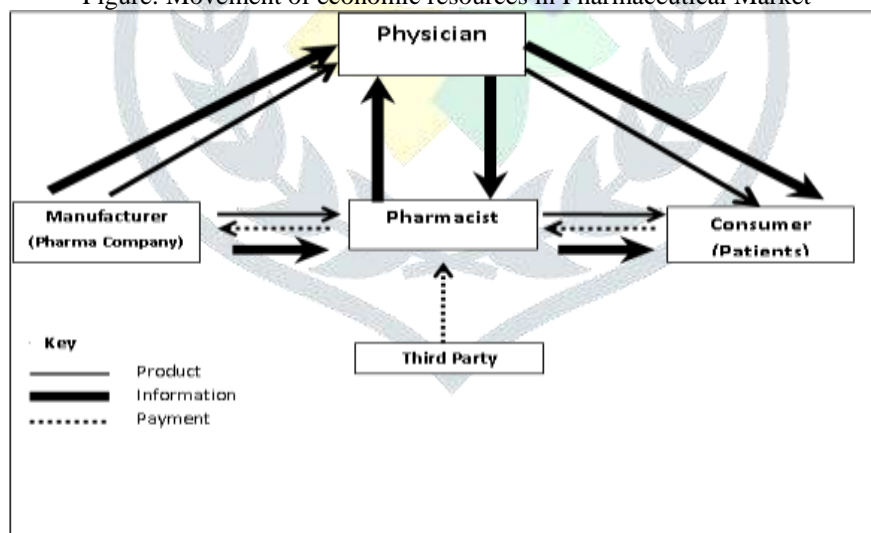 Figure: Movement of economic resources in Pharmaceutical Market
Physician
Manufacturer
(Pharma Company)
Pharmacist
Consumer
(Patients)
Third Party
Key
Product
Information
Payment